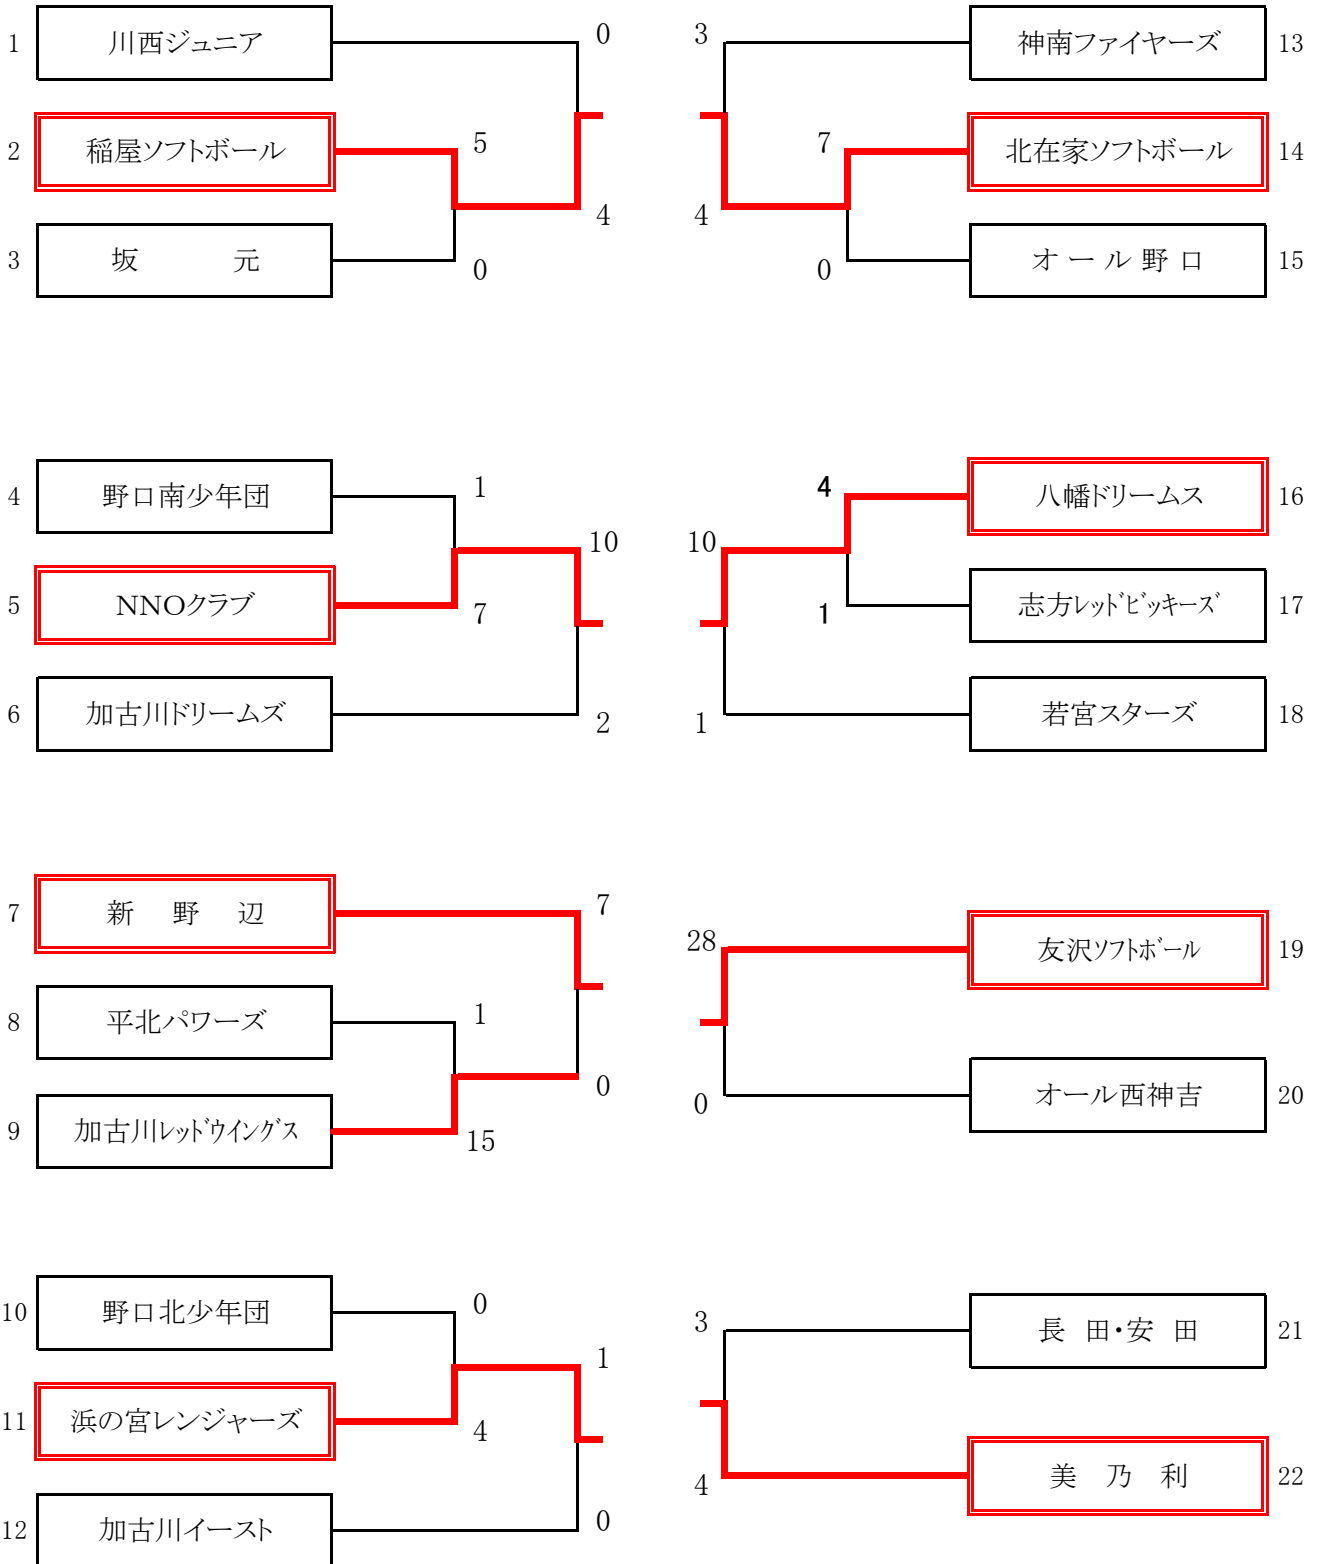 1 川西ジュニア 0
2 稲屋ソフトボール 5
4
3 坂 元 0
4 野口南少年団 1
10
5 NNOクラブ 7
6 加古川ドリームズ 2
7 新 野 辺 7
8 平北パワーズ 1
0
9 加古川レッドウイングス 15
10 野口北少年団 0
1
11 浜の宮レンジャーズ 4
12 加古川イースト 0
3 神南ファイヤーズ 13
7 北在家ソフトボール 14
4
0 オール野口 15
4 八幡ドリームス 16
10
1 志方レッドビッキーズ 17
1 若宮スターズ 18
28 友沢ソフトボール 19
0 オール西神吉 20
3 長 田・安 田 21
4 美 乃 利 22